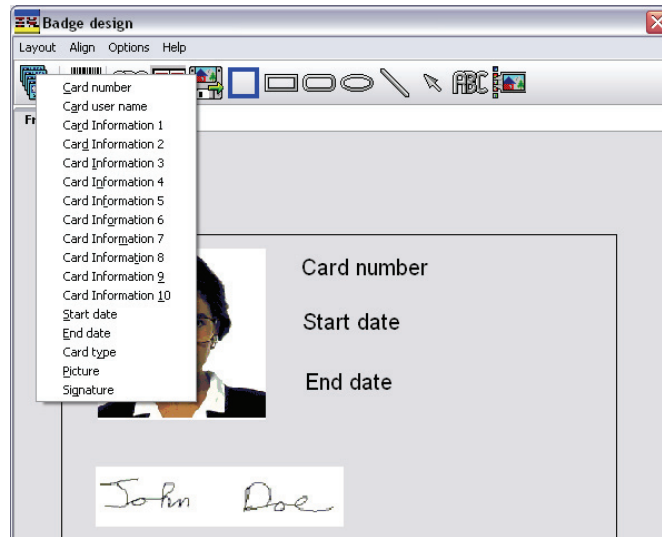 Badge design
Layout Align Options Help
ABC
Card number
Card user name
Card Information 1
Card Information 2
Card Information 3
Card Information 4
Card Information 5
Card Information 6
Card Information 7
Card Information 8
Card Information 9
Card Information 10
Start date
End date
Card type
Picture
Signature
Card number
Start date
End date
John Doe